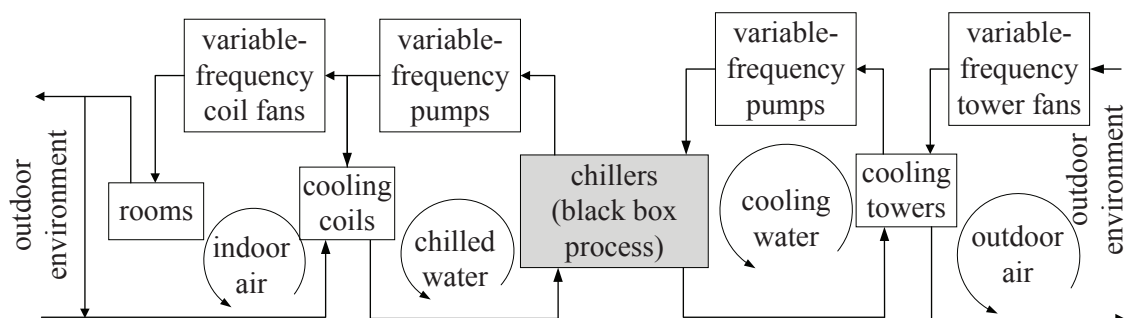 variable-
frequency
coil fans
variable-
frequency
pumps
variable-
frequency
pumps
variable-
frequency
tower fans
outdoor
environment
rooms
indoor
air
cooling
coils
chilled
water
chillers
(black box
process)
cooling
water
cooling
towers
outdoor
air
outdoor
environment